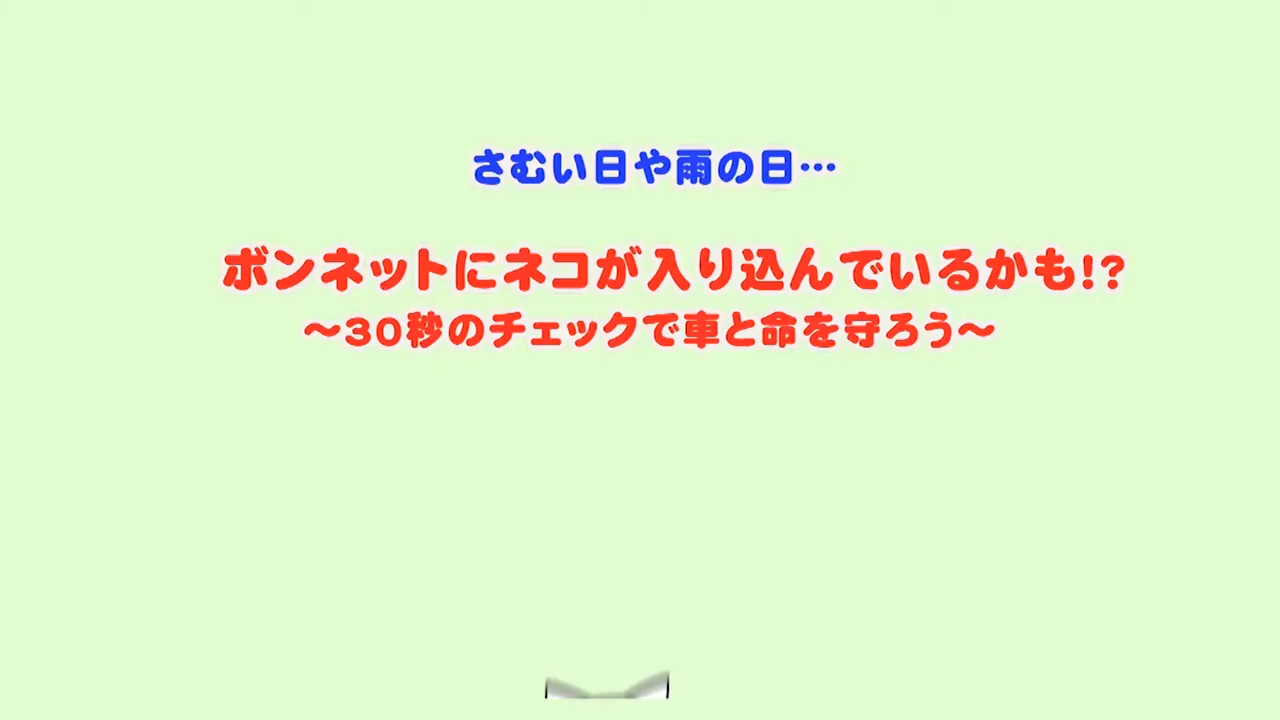 さむい日や雨の日…
ボンネットにネコが入り込んでいるかも!?
～30秒のチェックで車と命を守ろう～